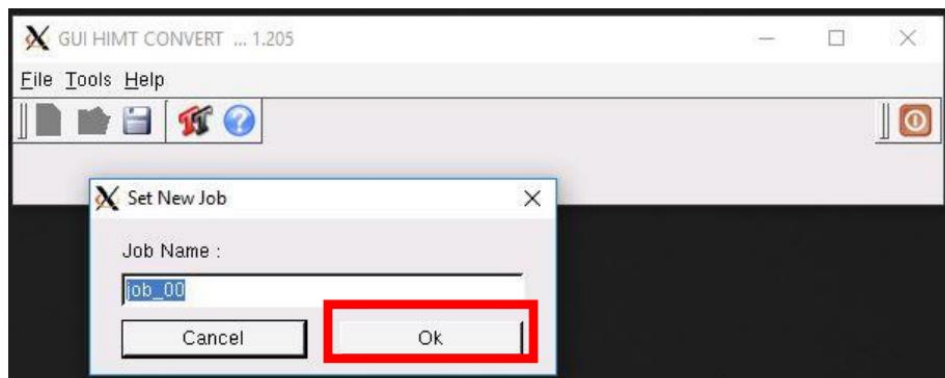 GUI HIMT CONVERT ... 1.205
File Tools Help
Set New Job
Job Name :
job_00
Cancel Ok